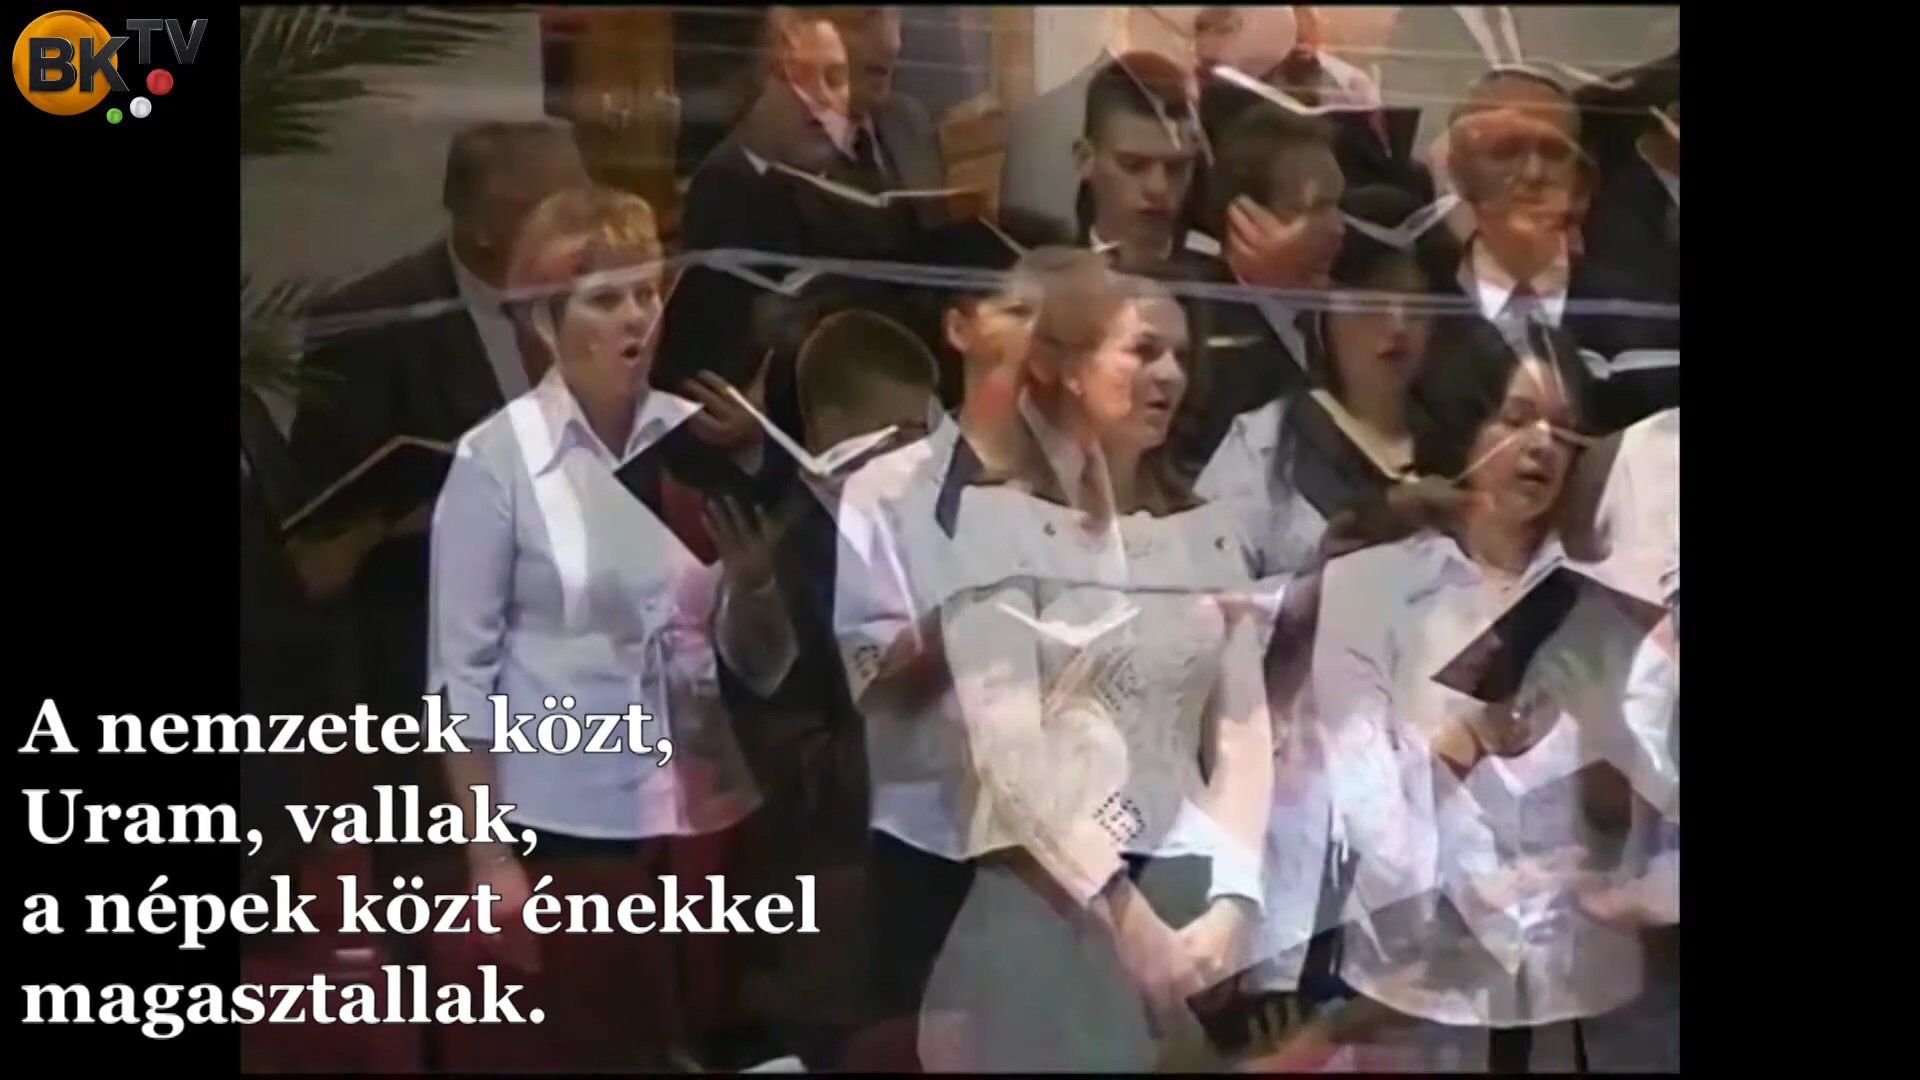 BKTV
A nemzetek közt,
Uram, vallak,
a népek közt énekkel
magasztallak.